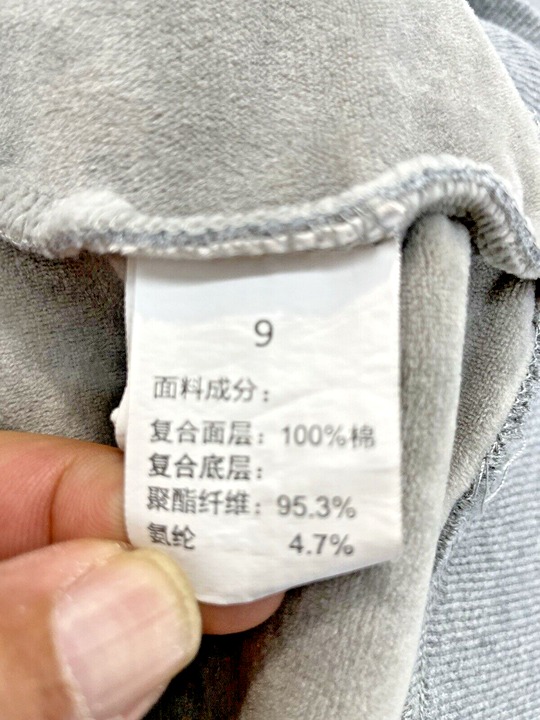 9
面料成分：
复合面层：100%棉
复合底层：
聚酯纤维：95.3%
氨纶 4.7%